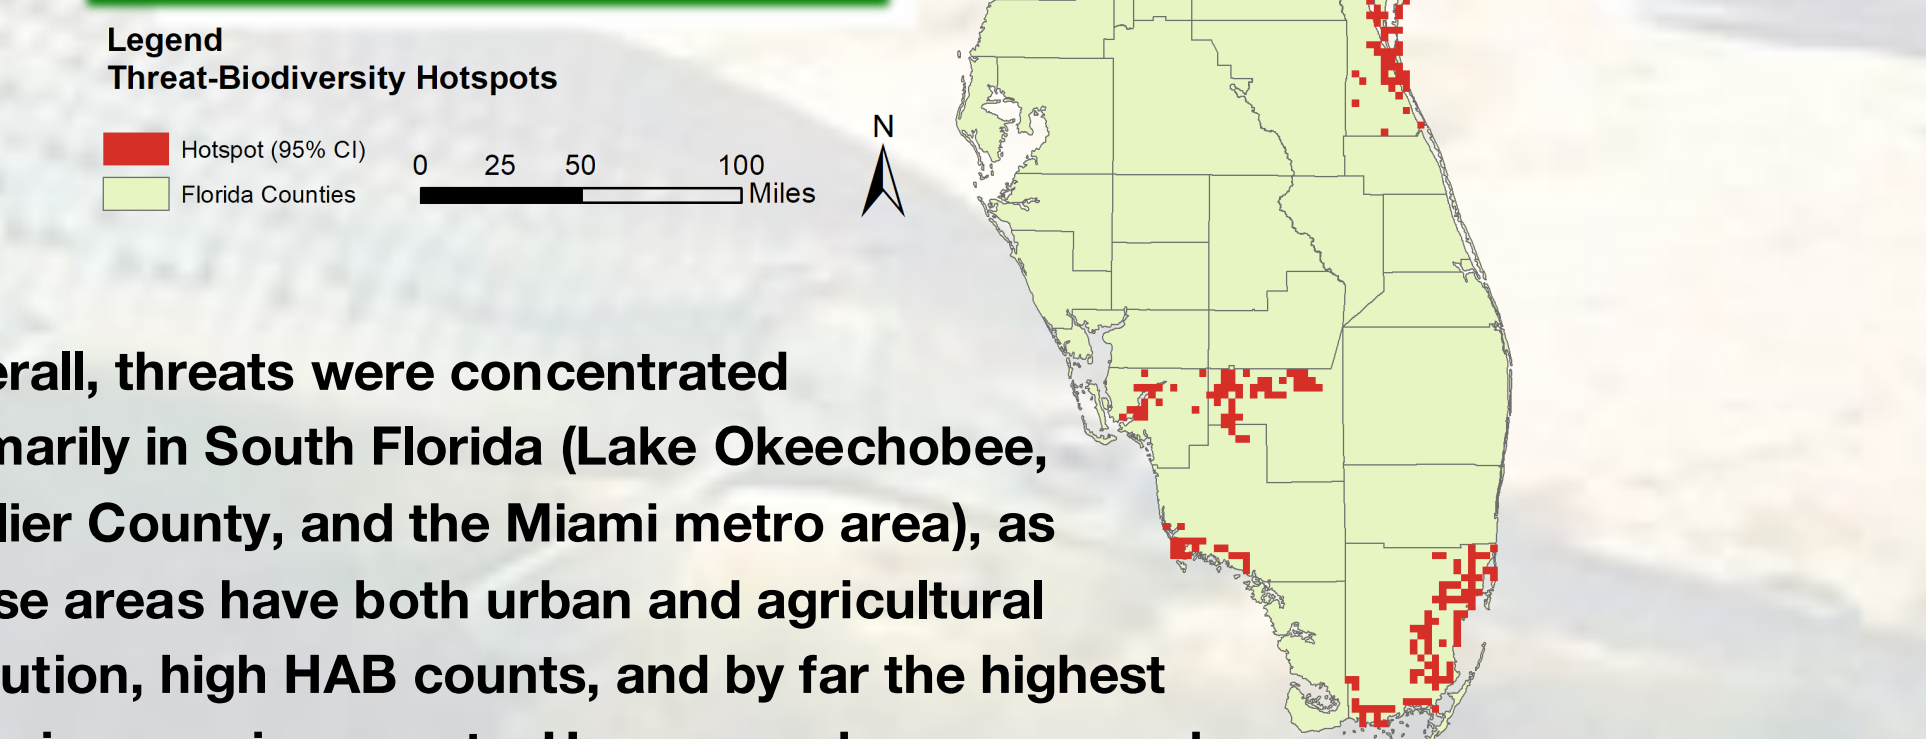 Legend
Threat-Biodiversity Hotspots
Hotspot (95% CI)
Florida Counties
0 25 50 100
Miles
N
erall, threats were concentrated
marily in South Florida (Lake Okeechobee,
lier County, and the Miami metro area), as
se areas have both urban and agricultural
ution, high HAB counts, and by far the highest